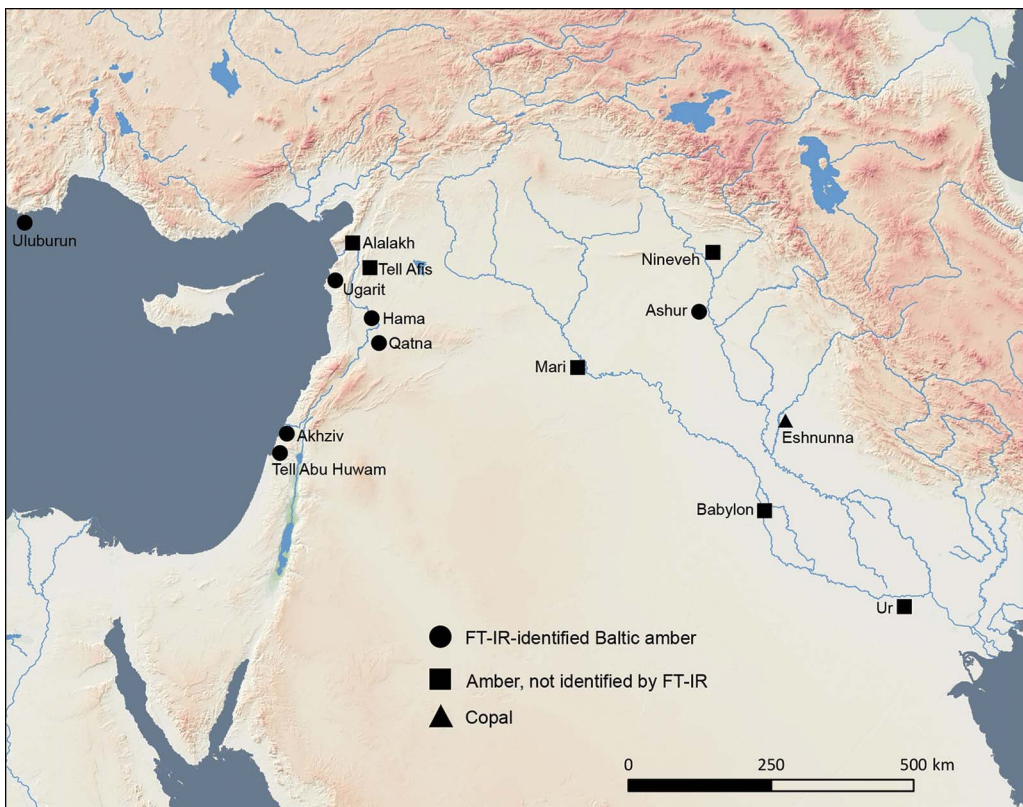 Uluburun
Alalakh
Tell Afis
Ugarit
Nineveh
Hama
Ashur
Qatna
Mari
Akhziv
Eshnunna
Tell Abu Huwam
Babylon
Ur
FT-IR-identified Baltic amber
Amber, not identified by FT-IR
Copal
0 250 500 km